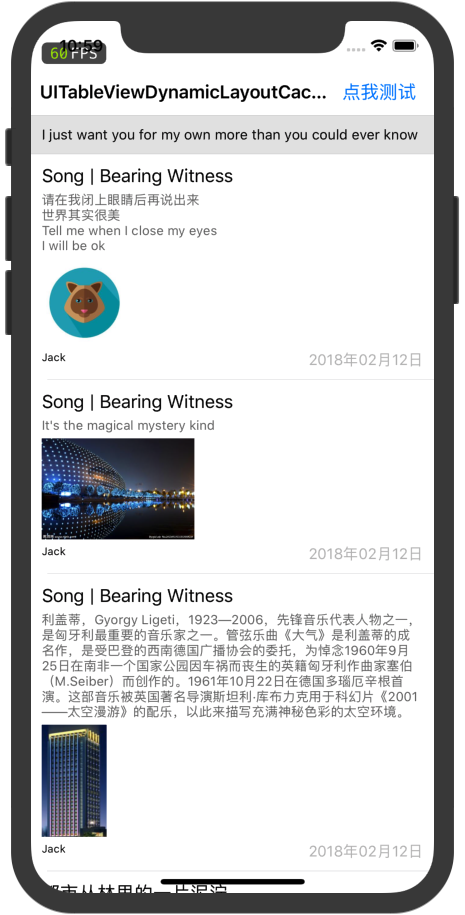 10:59
60 FPS
UITableViewDynamicLayoutCac... 点我测试
I just want you for my own more than you could ever know
Song | Bearing Witness
请在我闭上眼睛后再说出来
世界其实很美
Tell me when I close my eyes
I will be ok
Jack 2018年02月12日
Song | Bearing Witness
It's the magical mystery kind
Jack 2018年02月12日
Song | Bearing Witness
利盖蒂，Gyorgy Ligeti，1923—2006，先锋音乐代表人物之一，
是匈牙利最重要的音乐家之一。管弦乐曲《大气》是利盖蒂的成
名作，是受巴登的西南德国广播协会的委托，为悼念1960年9月
25日在南非一个国家公园因车祸而丧生的英籍匈牙利作曲家塞伯
（M.Seiber）而创作的。1961年10月22日在德国多瑙厄辛根首
演。这部音乐被英国著名导演斯坦利·库布力克用于科幻片《2001
——太空漫游》的配乐，以此来描写充满神秘色彩的太空环境。
Jack 2018年02月12日
都市丛林里的一片泥泞